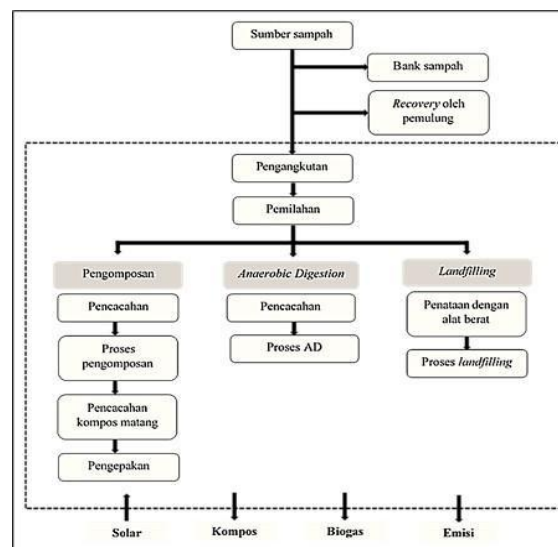 Sumber sampah
Bank sampah
Recovery oleh
pemulung
Pengangkutan
Pemilahan
Pengomposan
Anaerobic Digestion
Landfilling
Pencacahan
Pencacahan
Penataan dengan
alat berat
Proses
pengomposan
Proses AD
Proses landfilling
Pencacahan
kompos matang
Pengepakan
Solar
Kompos
Biogas
Emisi